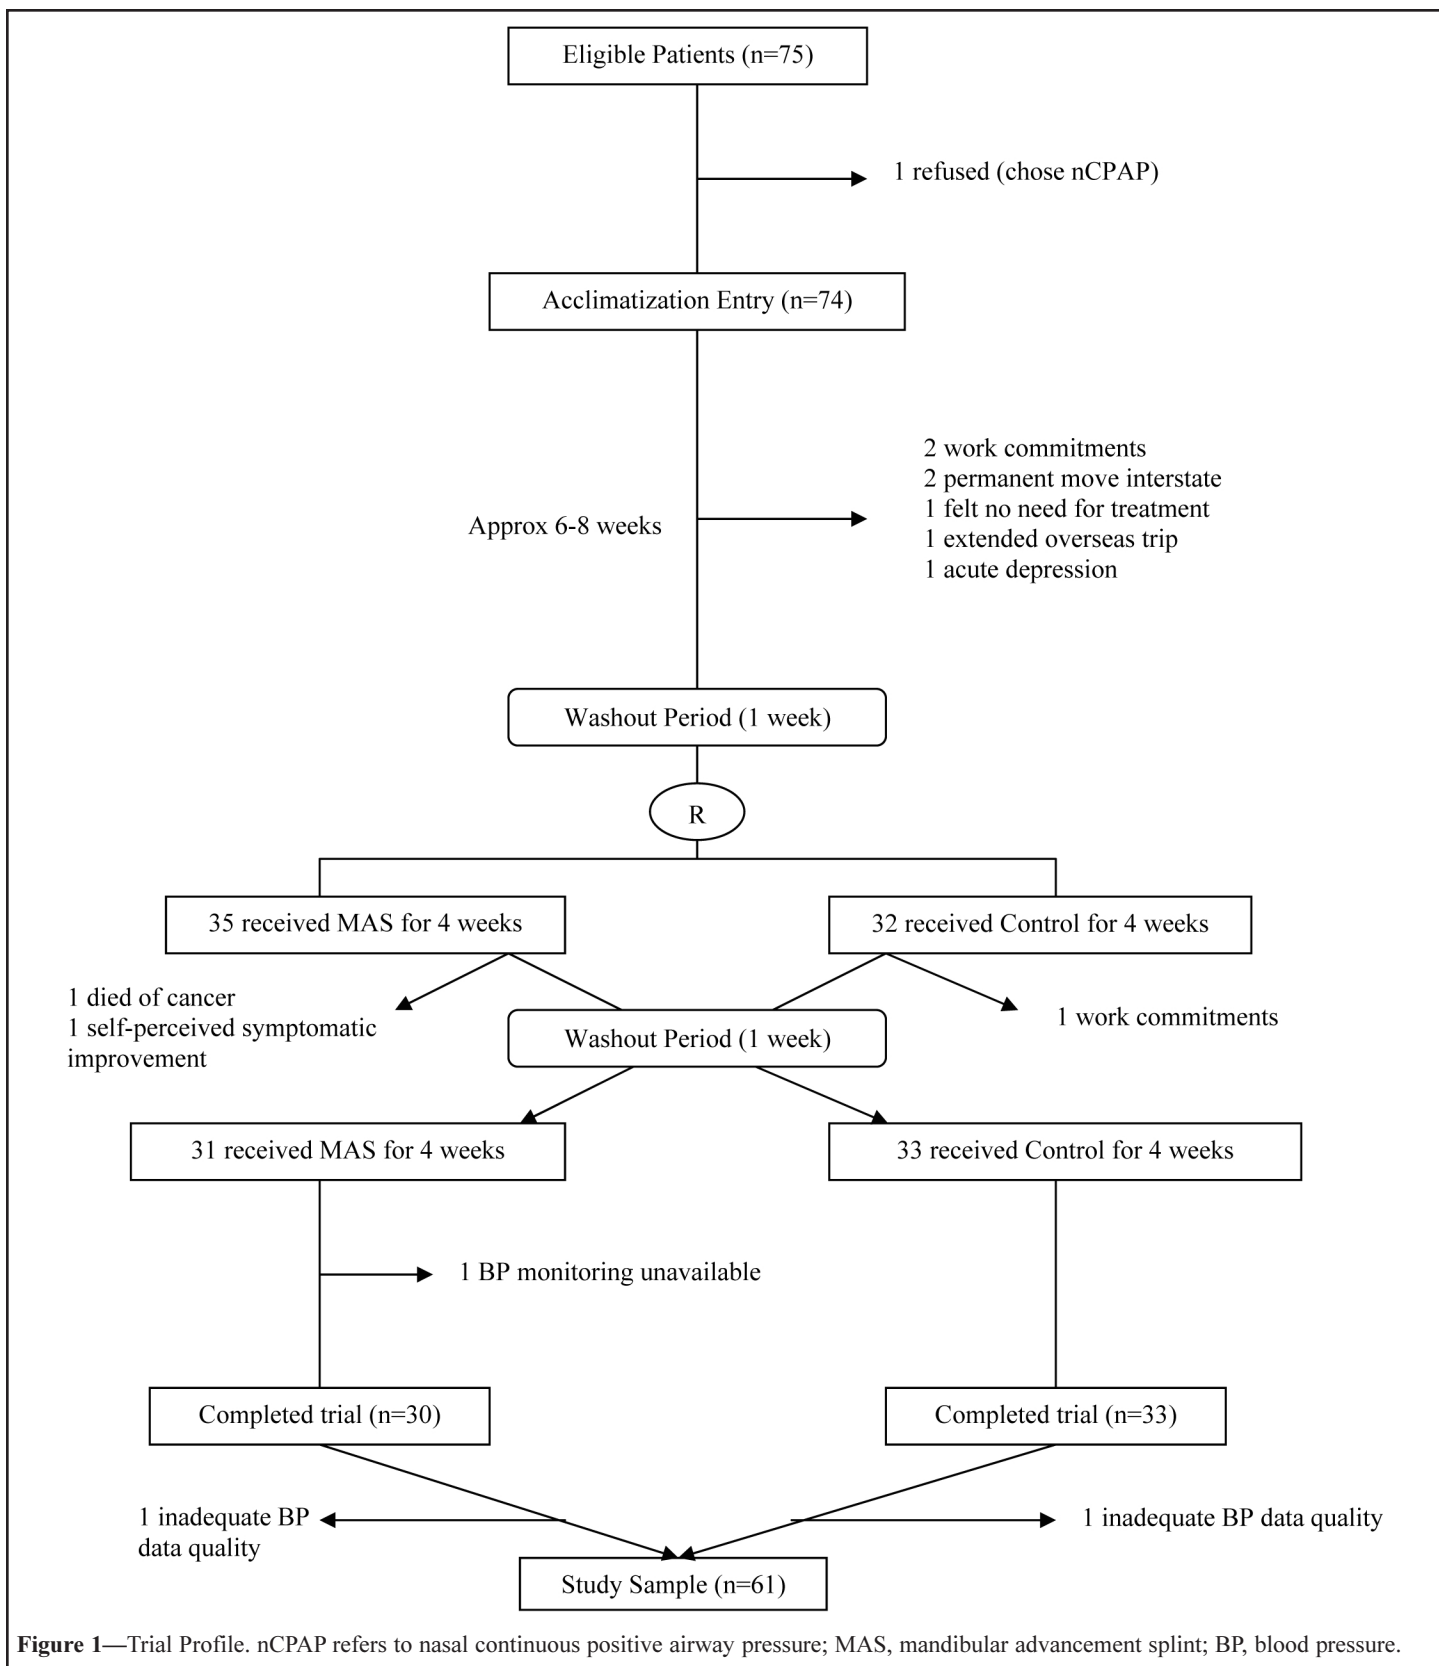 Eligible Patients (n=75)
1 refused (chose nCPAP)
Acclimatization Entry (n=74)
2 work commitments
2 permanent move interstate
1 felt no need for treatment
1 extended overseas trip
1 acute depression
Approx 6-8 weeks
Washout Period (1 week)
R
35 received MAS for 4 weeks
32 received Control for 4 weeks
1 died of cancer
1 self-perceived symptomatic
improvement
1 work commitments
Washout Period (1 week)
31 received MAS for 4 weeks
33 received Control for 4 weeks
1 BP monitoring unavailable
Completed trial (n=30)
Completed trial (n=33)
1 inadequate BP
data quality
1 inadequate BP data quality
Study Sample (n=61)
Figure 1—Trial Profile. nCPAP refers to nasal continuous positive airway pressure; MAS, mandibular advancement splint; BP, blood pressure.